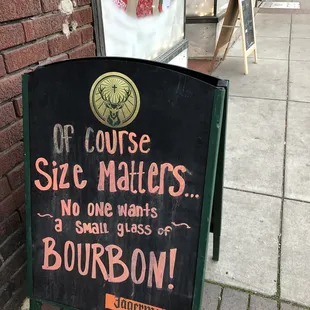 Of Course
Size Matters...
No one wants
~ a small glass of ~
BOURBON!